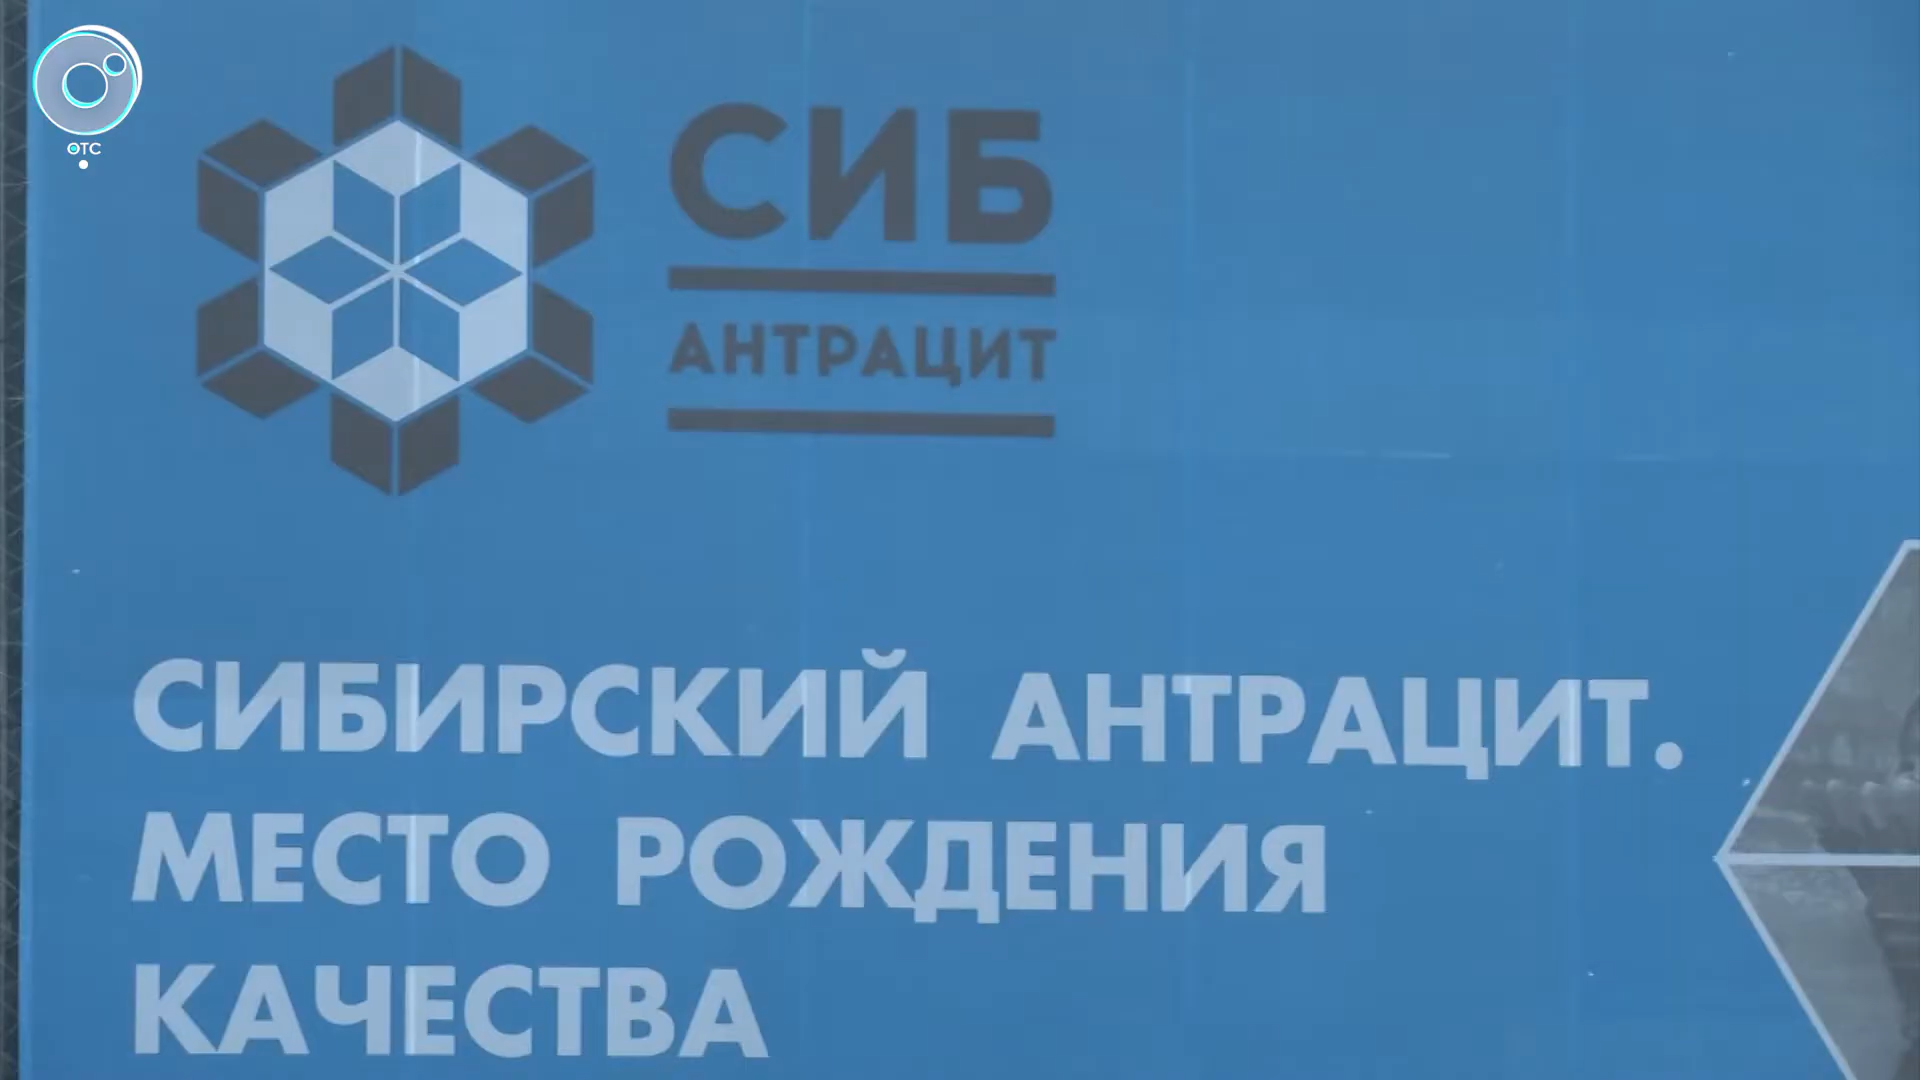 ОТС
СИБ
АНТРАЦИТ
СИБИРСКИЙ АНТРАЦИТ.
МЕСТО РОЖДЕНИЯ
КАЧЕСТВА